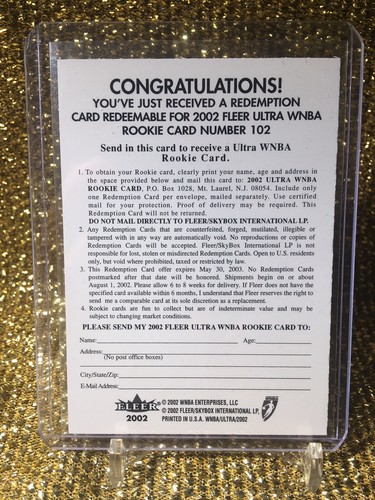 CONGRATULATIONS!
YOU'VE JUST RECEIVED A REDEMPTION
CARD REDEEMABLE FOR 2002 FLEER ULTRA WNBA
ROOKIE CARD NUMBER 102
Send in this card to receive a Ultra WNBA
Rookie Card.
1. To obtain your Rookie card, clearly print your name, age and address in
the space provided below and mail this card to: 2002 ULTRA WNBA
ROOKIE CARD, P.O. Box 1028, Mt. Laurel, N.J. 08054. Include only
one Redemption Card per envelope, mailed separately. Use certified
mail for your protection. Proof of delivery may be required. This
Redemption Card will not be returned.
DO NOT MAIL DIRECTLY TO FLEER/SKYBOX INTERNATIONAL LP.
2. Any Redemption Cards that are counterfeited, forged, mutilated, illegible or
tampered with in any way are automatically void. No reproductions or copies of
Redemption Cards will be accepted. Fleer/SkyBox International LP is not
responsible for lost, stolen or misdirected Redemption Cards. Open to U.S. residents
only, but void where prohibited, taxed or restricted by law.
3. This Redemption Card offer expires May 30, 2003. No Redemption Cards
postmarked after that date will be honored. Shipments begin on or about
August 1, 2002. Please allow 6 to 8 weeks for delivery. If Fleer does not have the
specified card available within 6 months, I understand that Fleer reserves the right to
send me a comparable card at its sole discretion as a replacement.
4. Rookie cards are fun to collect but are of indeterminate value and may be
subject to changing market conditions.
PLEASE SEND MY 2002 FLEER ULTRA WNBA ROOKIE CARD TO:
Name: Age:
Address:
(No post office boxes)
City/State/Zip:
E-Mail Address:
FLEER
2002
© 2002 WNBA ENTERPRISES, LLC
© 2002 FLEER/SKYBOX INTERNATIONAL LP.
PRINTED IN U.S.A. WNBA/ULTRA/2002